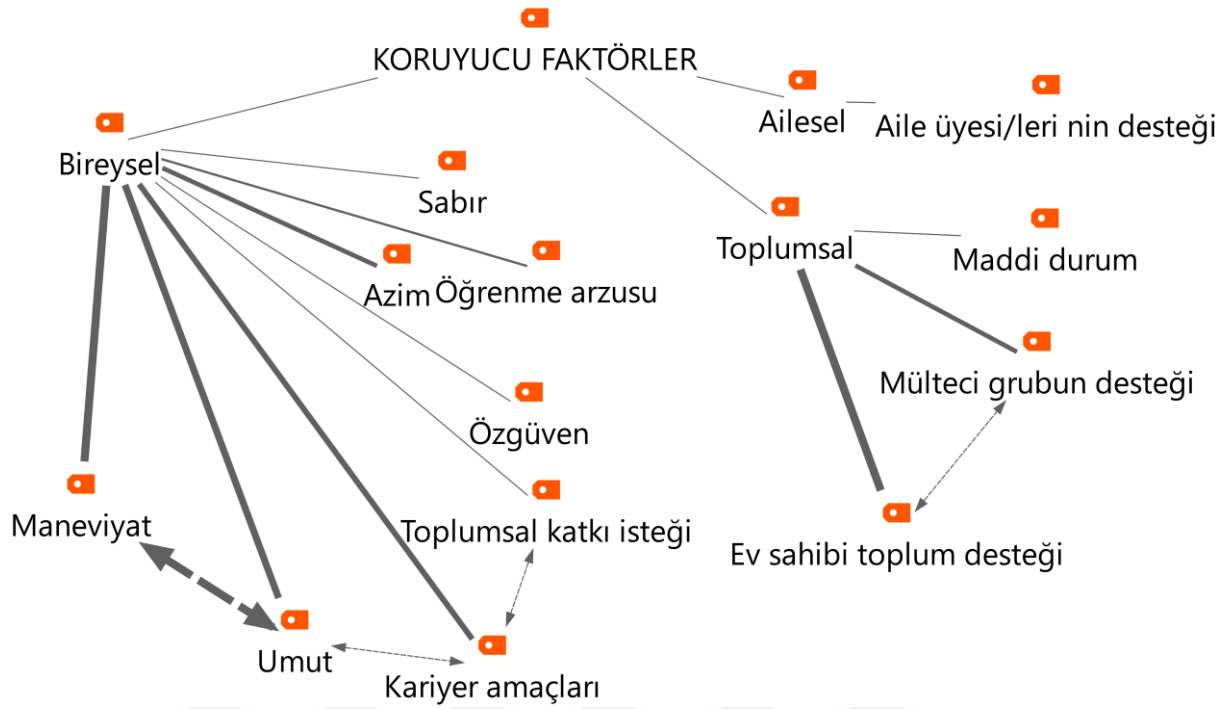 KORUYUCU FAKTÖRLER
Ailesel
Aile üyesi/leri nin desteği
Bireysel
Sabır
Toplumsal
Maddi durum
Azim
Öğrenme arzusu
Mülteci grubun desteği
Özgüven
Maneviyat
Toplumsal katkı isteği
Ev sahibi toplum desteği
Umut
Kariyer amaçları